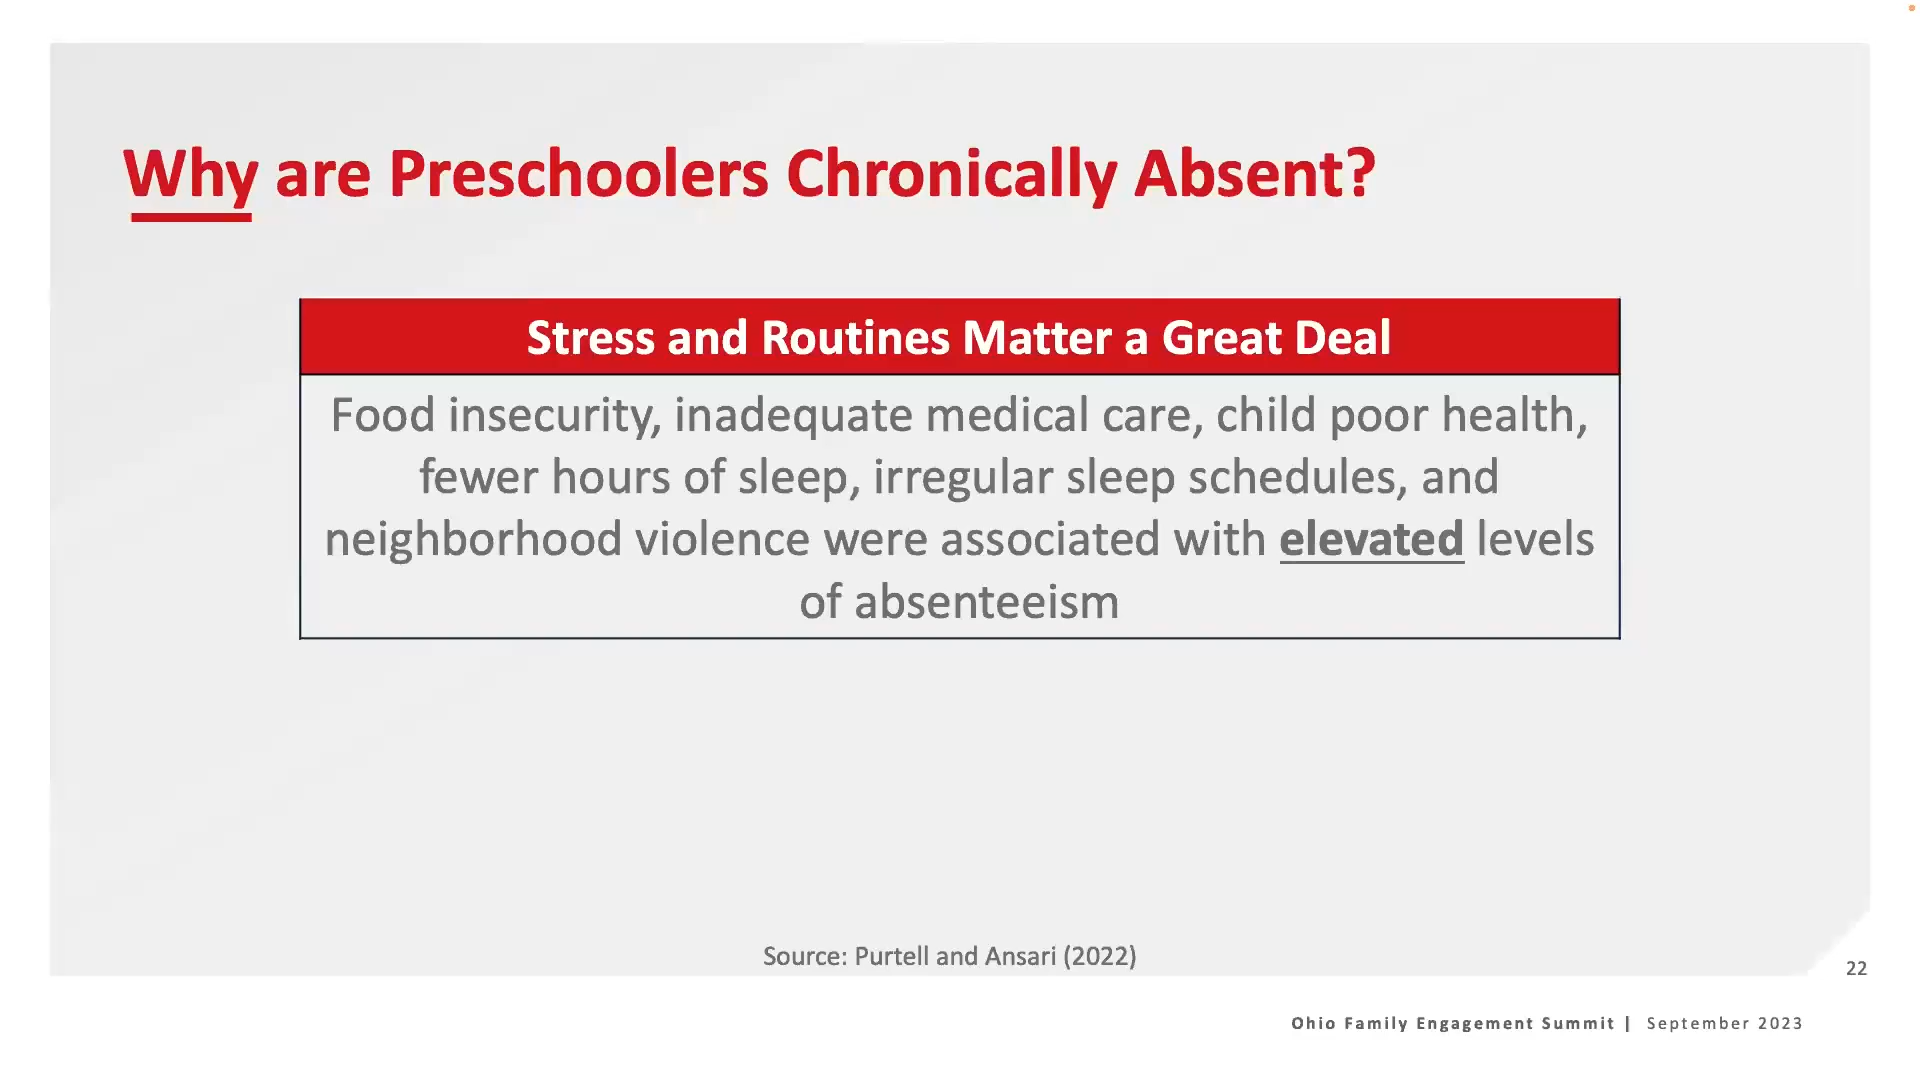 Why are Preschoolers Chronically Absent?
Stress and Routines Matter a Great Deal
Food insecurity, inadequate medical care, child poor health,
fewer hours of sleep, irregular sleep schedules, and
neighborhood violence were associated with elevated levels
of absenteeism
Source: Purtell and Ansari (2022)
22
Ohio Family Engagement Summit | September 2023